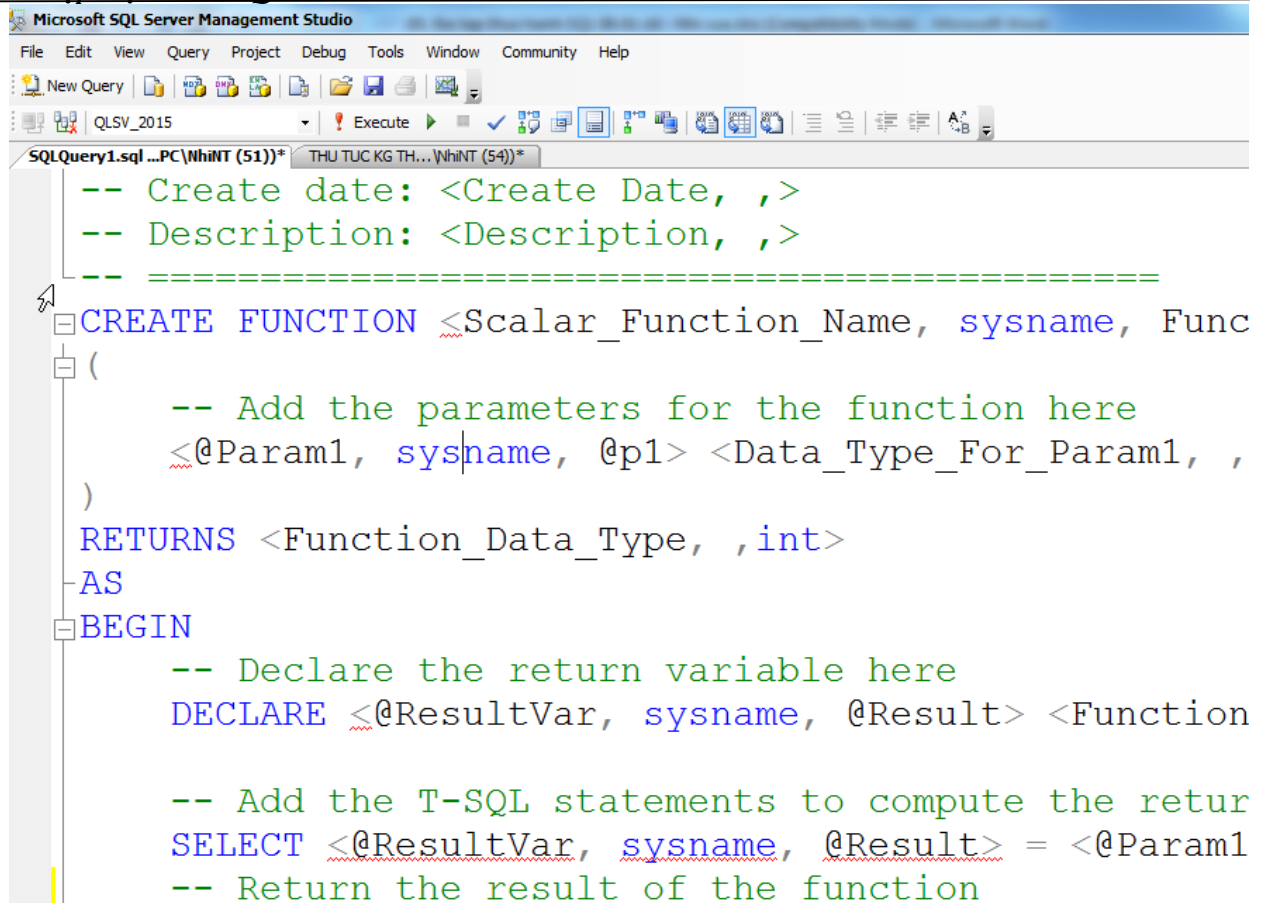 Microsoft SQL Server Management Studio
File Edit View Query Project Debug Tools Window Community Help
New Query
QLSV_2015 Execute
SQLQuery1.sql ...PC\NhiNT (51))* THU TUC KG TH...\NhiNT (54))*
-- Create date: <Create Date, ,>
-- Description: <Description, ,>
-- =============================================
CREATE FUNCTION <Scalar_Function_Name, sysname, Func
(
-- Add the parameters for the function here
<@Param1, sysname, @p1> <Data_Type_For_Param1, ,
)
RETURNS <Function_Data_Type, ,int>
AS
BEGIN
-- Declare the return variable here
DECLARE <@ResultVar, sysname, @Result> <Function
-- Add the T-SQL statements to compute the retur
SELECT <@ResultVar, sysname, @Result> = <@Param1
-- Return the result of the function